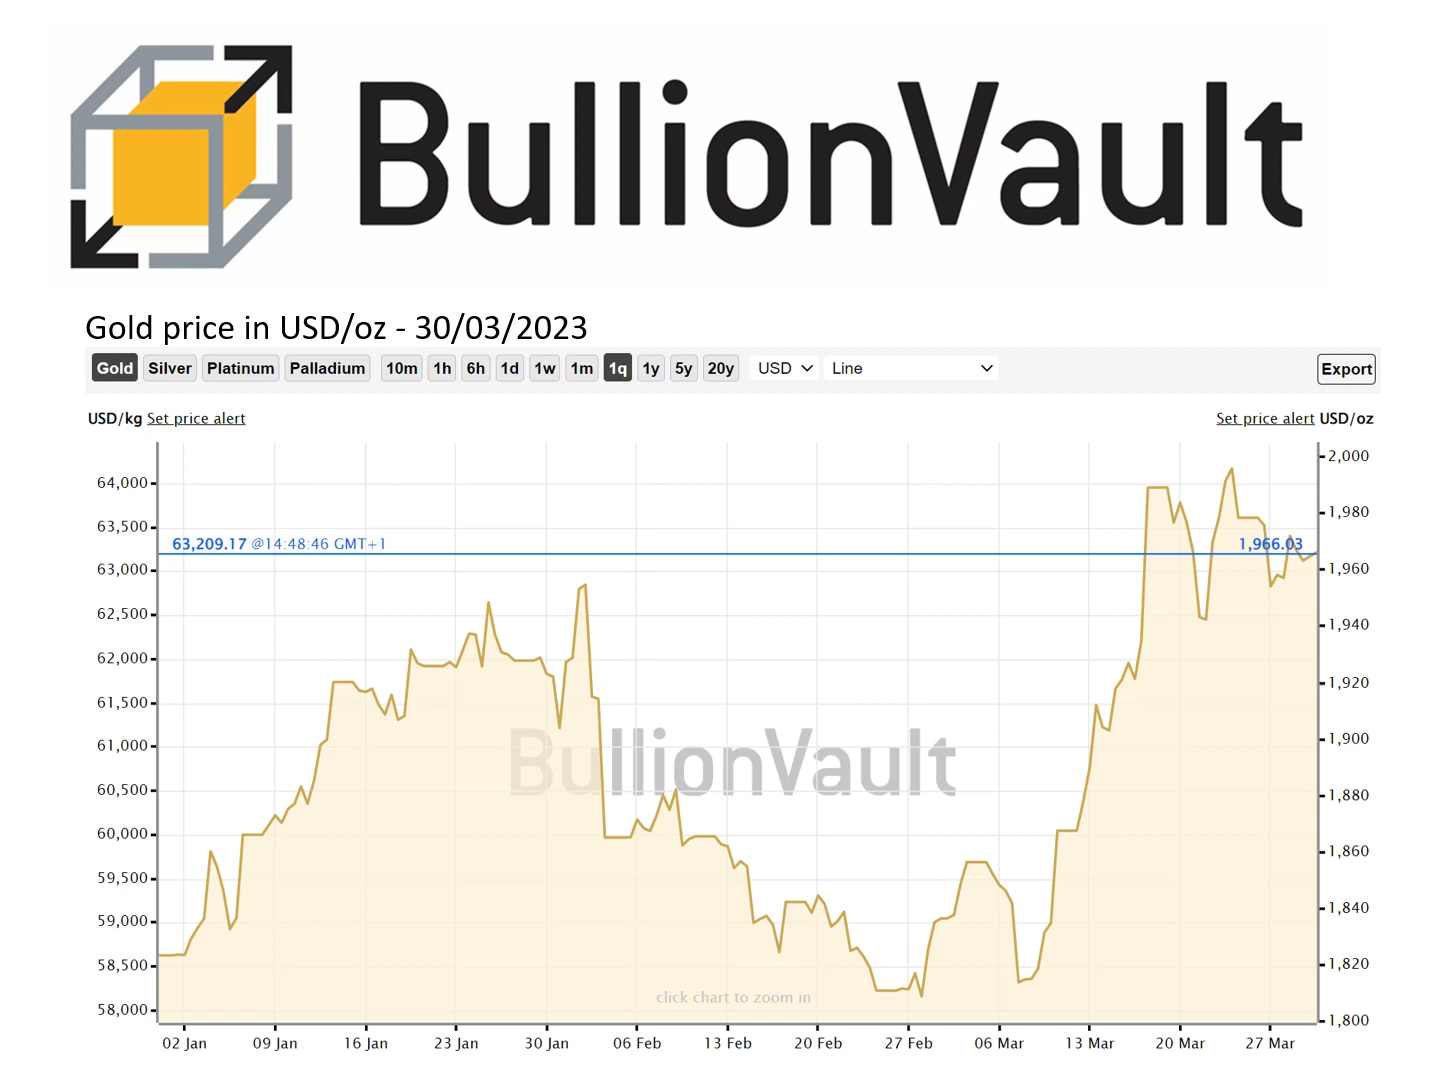 BullionVault
Gold price in USD/oz - 30/03/2023
Gold Silver Platinum Palladium 10m 1h 6h 1d 1w 1m 1q 1y 5y 20y USD Line Export
USD/kg Set price alert Set price alert USD/oz
2,000
64,000
1,980
63,500
63,209.17 @14:48:46 GMT+1 1,966.03
63,000 1,960
62,500
1,940
62,000
1,920
61,500
61,000 1,900
BullionVault
60,500 1,880
60,000
1,860
59,500
59,000 1,840
58,500 1,820
click chart to zoom in
58,000
1,800
02 Jan 09 Jan 16 Jan 23 Jan 30 Jan 06 Feb 13 Feb 20 Feb 27 Feb 06 Mar 13 Mar 20 Mar 27 Mar